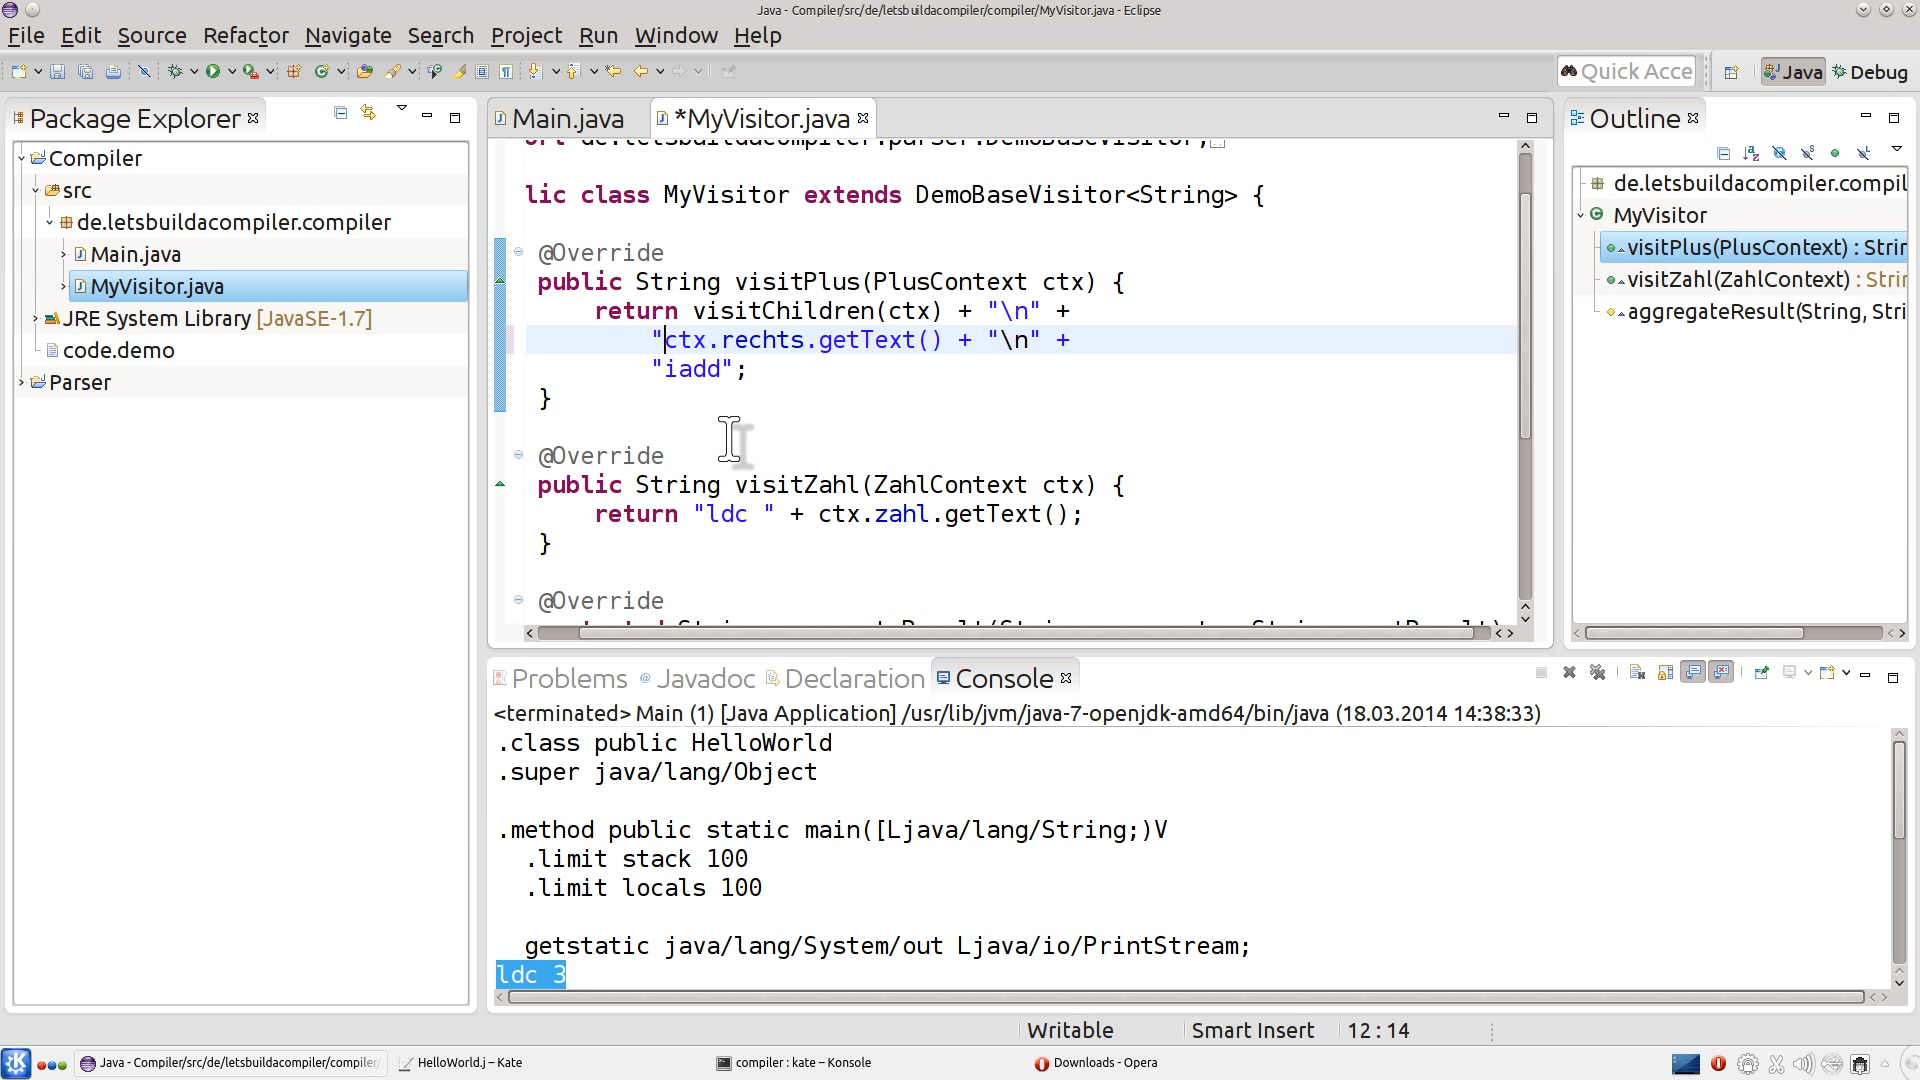 Java - Compiler/src/de/letsbuildacompiler/compiler/MyVisitor.java - Eclipse
File Edit Source Refactor Navigate Search Project Run Window Help
Quick Acce
Java
Debug
Package Explorer
Compiler
src
de.letsbuildacompiler.compiler
Main.java
MyVisitor.java
JRE System Library [JavaSE-1.7]
code.demo
Parser
Main.java
*MyVisitor.java
lic class MyVisitor extends DemoBaseVisitor<String> {
@Override
public String visitPlus(PlusContext ctx) {
return visitChildren(ctx) + "\n" +
"ctx.rechts.getText() + "\n" +
"iadd";
}
@Override
public String visitZahl(ZahlContext ctx) {
return "ldc " + ctx.zahl.getText();
}
@Override
Outline
de.letsbuildacompiler.compil
MyVisitor
visitPlus(PlusContext) : Strin
visitZahl(ZahlContext) : Strin
aggregateResult(String, Stri
Problems
@ Javadoc
Declaration
Console
<terminated> Main (1) [Java Application] /usr/lib/jvm/java-7-openjdk-amd64/bin/java (18.03.2014 14:38:33)
.class public HelloWorld
.super java/lang/Object
.method public static main([Ljava/lang/String;)V
.limit stack 100
.limit locals 100
getstatic java/lang/System/out Ljava/io/PrintStream;
ldc 3
Writable
Smart Insert
12 : 14
Java - Compiler/src/de/letsbuildacompiler/compiler/
HelloWorld.j – Kate
compiler : kate – Konsole
Downloads - Opera